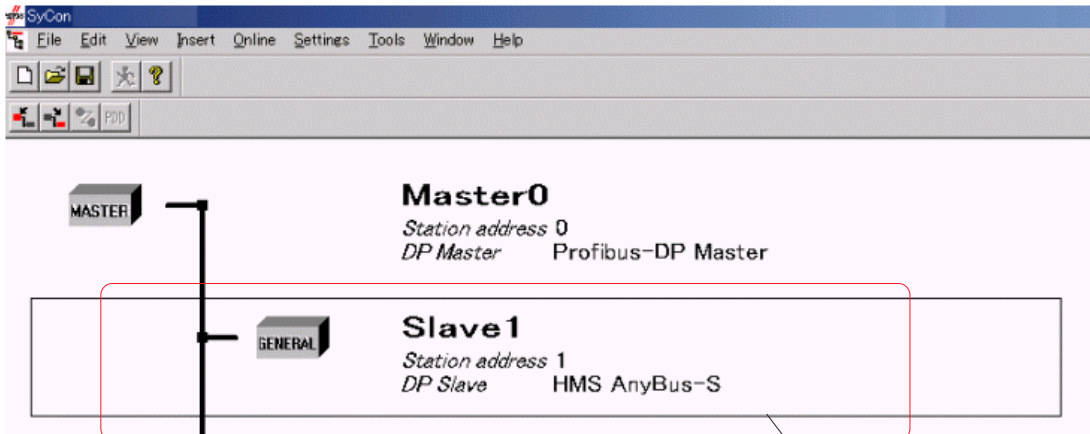 SyCon
File Edit View Insert Online Settings Tools Window Help
PDD
MASTER
Master0
Station address 0
DP Master Profibus-DP Master
GENERAL
Slave1
Station address 1
DP Slave HMS AnyBus-S